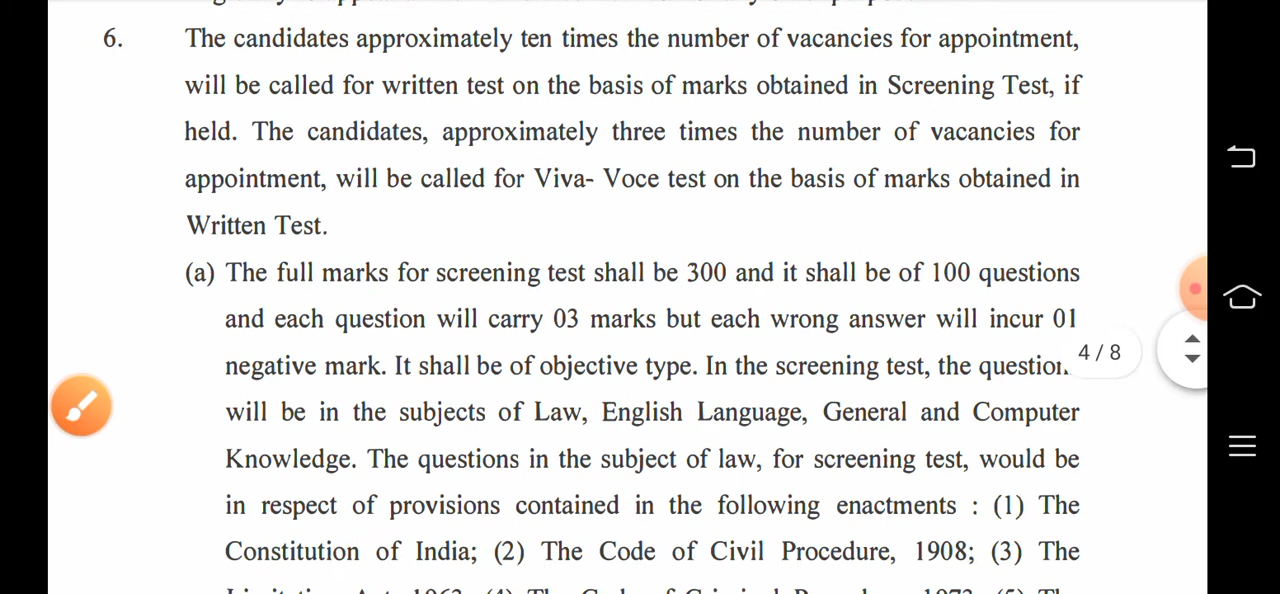 6. The candidates approximately ten times the number of vacancies for appointment,
will be called for written test on the basis of marks obtained in Screening Test, if
held. The candidates, approximately three times the number of vacancies for
appointment, will be called for Viva- Voce test on the basis of marks obtained in
Written Test.
(a) The full marks for screening test shall be 300 and it shall be of 100 questions
and each question will carry 03 marks but each wrong answer will incur 01
negative mark. It shall be of objective type. In the screening test, the
will be in the subjects of Law, English Language, General and Computer
Knowledge. The questions in the subject of law, for screening test, would be
in respect of provisions contained in the following enactments : (1) The
Constitution of India; (2) The Code of Civil Procedure, 1908; (3) The
4 / 8